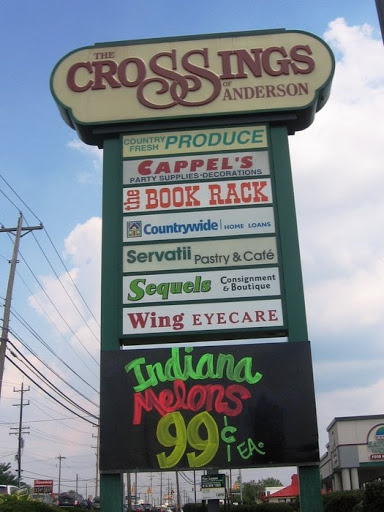 THE
CROSSINGS
OF
ANDERSON
COUNTRY
FRESH PRODUCE
CAPPEL'S
PARTY SUPPLIES·DECORATIONS
the BOOK RACK
Countrywide HOME LOANS
Servatii Pastry & Café
Sequels Consignment
& Boutique
Wing EYECARE
Indiana
Melons
99¢
1 EA.